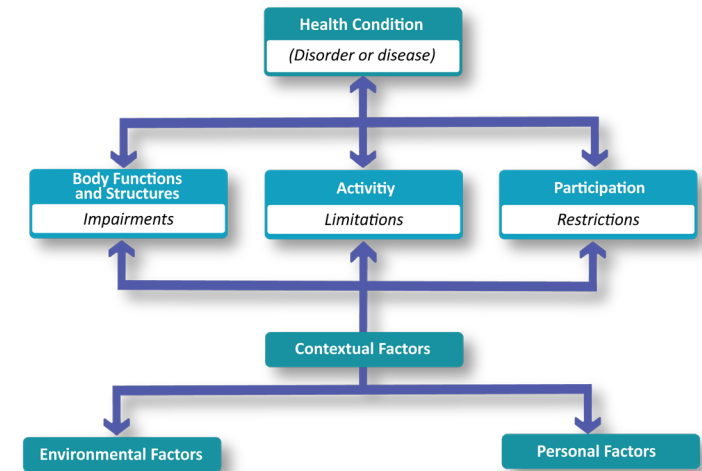 Health Condition
(Disorder or disease)
Body Functions
and Structures
Impairments
Activitiy
Limitations
Participation
Restrictions
Contextual Factors
Environmental Factors
Personal Factors